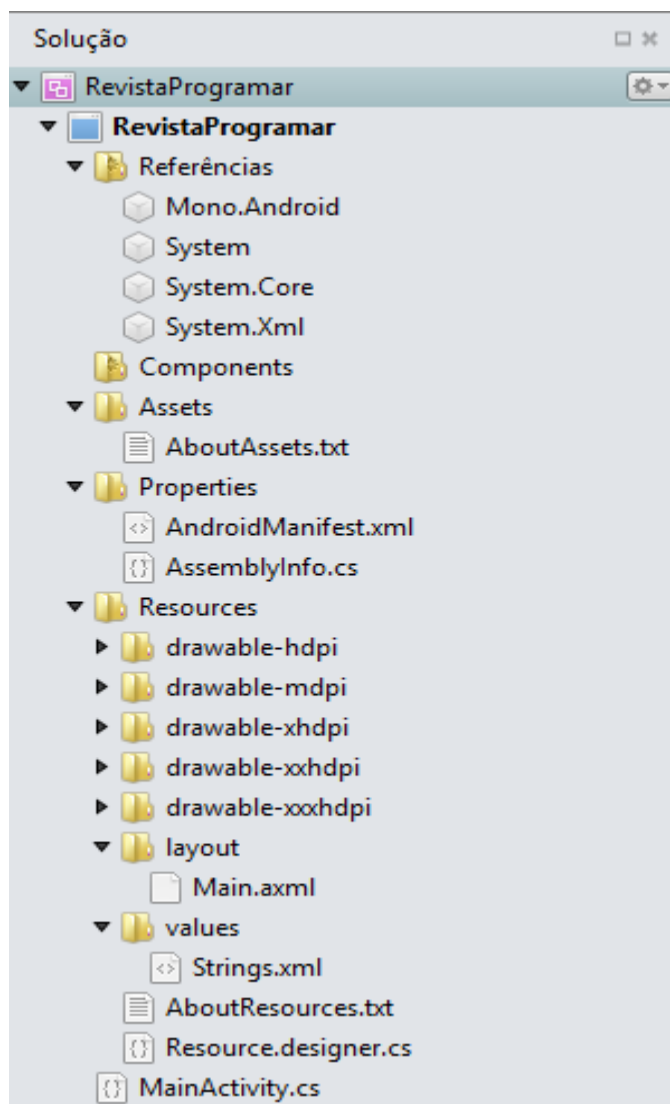 Solução
RevistaProgramar
RevistaProgramar
Referências
Mono.Android
System
System.Core
System.Xml
Components
Assets
AboutAssets.txt
Properties
AndroidManifest.xml
AssemblyInfo.cs
Resources
drawable-hdpi
drawable-mdpi
drawable-xhdpi
drawable-xxhdpi
drawable-xxxhdpi
layout
Main.axml
values
Strings.xml
AboutResources.txt
Resource.designer.cs
MainActivity.cs